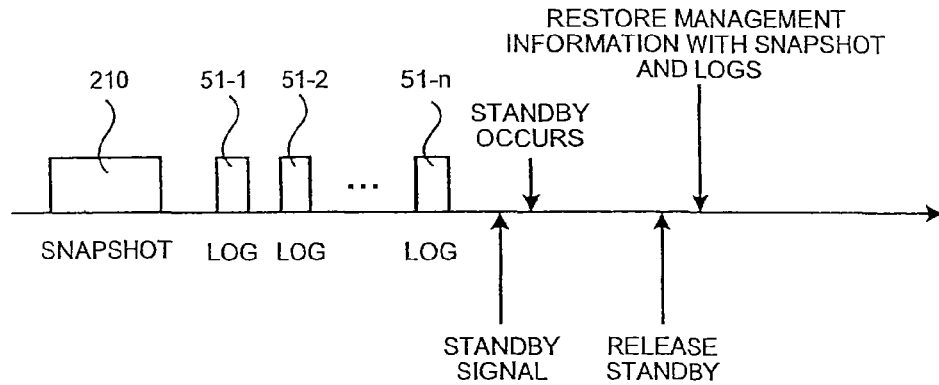 RESTORE MANAGEMENT
INFORMATION WITH SNAPSHOT
AND LOGS
210
51-1
51-2
51-n
STANDBY
OCCURS
...
SNAPSHOT
LOG
LOG
LOG
STANDBY
SIGNAL
RELEASE
STANDBY